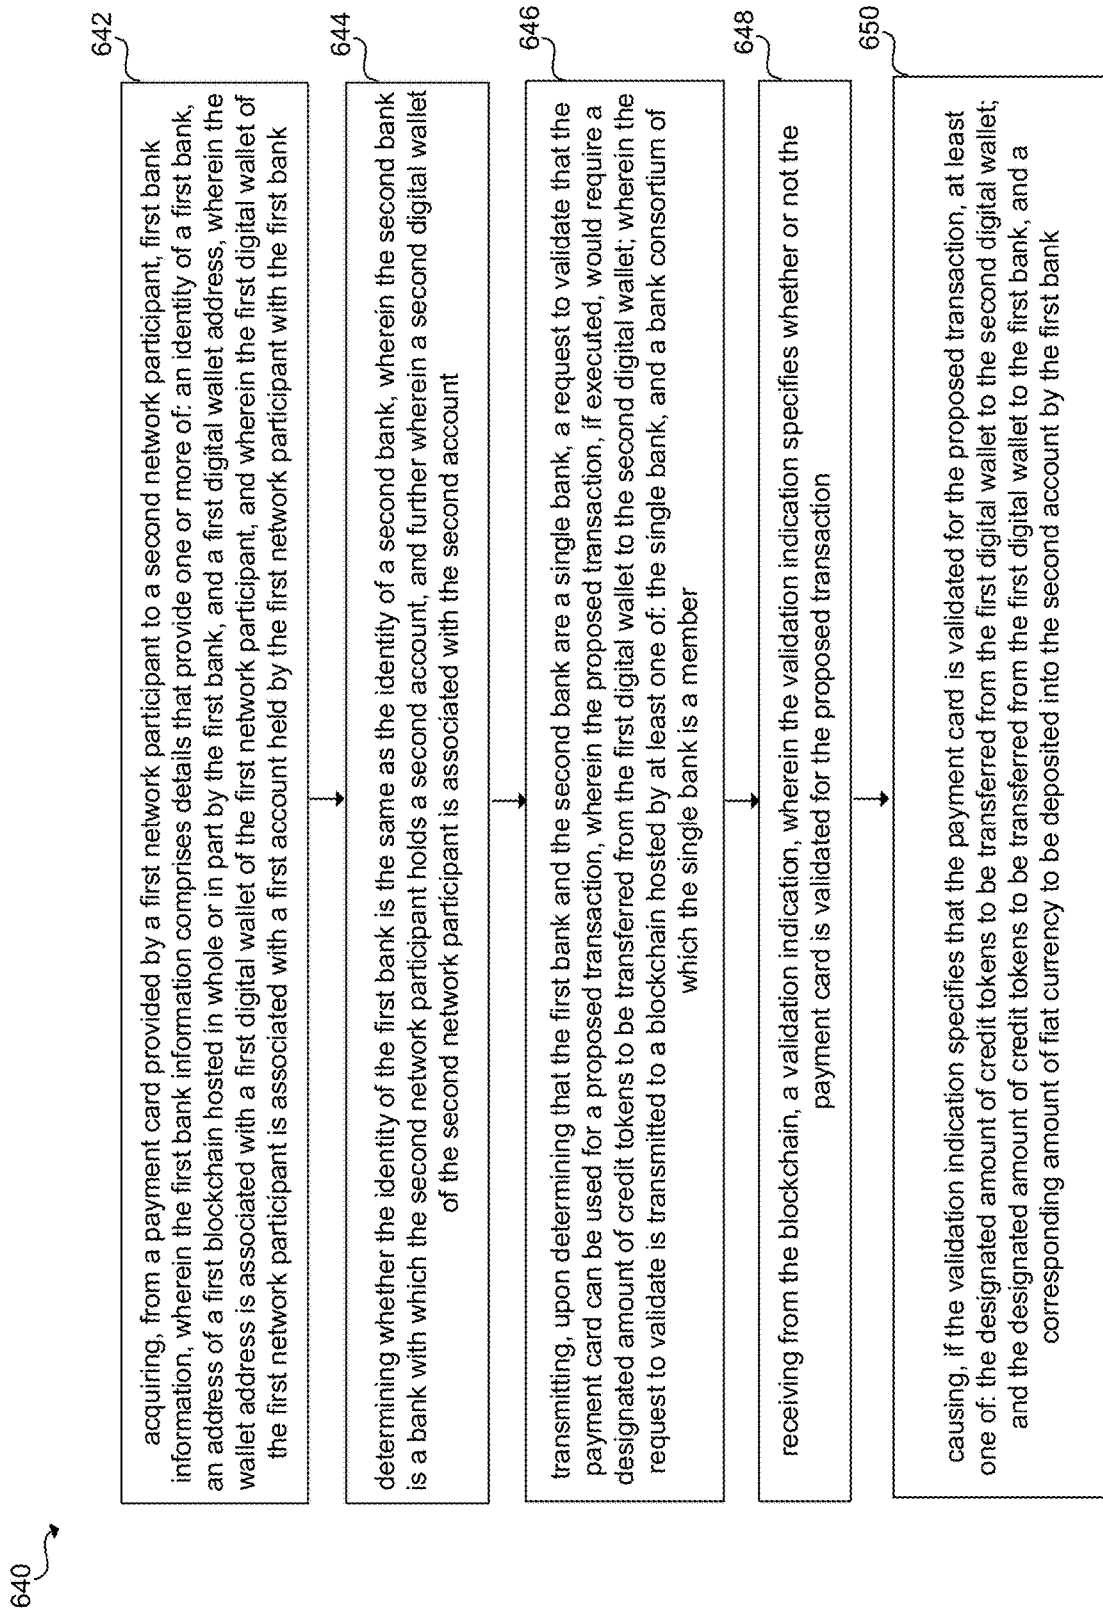 640
642
acquiring, from a payment card provided by a first network participant to a second network participant, first bank
information, wherein the first bank information comprises details that provide one or more of: an identity of a first bank,
an address of a first blockchain hosted in whole or in part by the first bank, and a first digital wallet address, wherein the
wallet address is associated with a first digital wallet of the first network participant, and wherein the first digital wallet of
the first network participant is associated with a first account held by the first network participant with the first bank
644
determining whether the identity of the first bank is the same as the identity of a second bank, wherein the second bank
is a bank with which the second network participant holds a second account, and further wherein a second digital wallet
of the second network participant is associated with the second account
646
transmitting, upon determining that the first bank and the second bank are a single bank, a request to validate that the
payment card can be used for a proposed transaction, wherein the proposed transaction, if executed, would require a
designated amount of credit tokens to be transferred from the first digital wallet to the second digital wallet; wherein the
request to validate is transmitted to a blockchain hosted by at least one of: the single bank, and a bank consortium of
which the single bank is a member
648
receiving from the blockchain, a validation indication, wherein the validation indication specifies whether or not the
payment card is validated for the proposed transaction
650
causing, if the validation indication specifies that the payment card is validated for the proposed transaction, at least
one of: the designated amount of credit tokens to be transferred from the first digital wallet to the second digital wallet;
and the designated amount of credit tokens to be transferred from the first digital wallet to the first bank, and a
corresponding amount of fiat currency to be deposited into the second account by the first bank